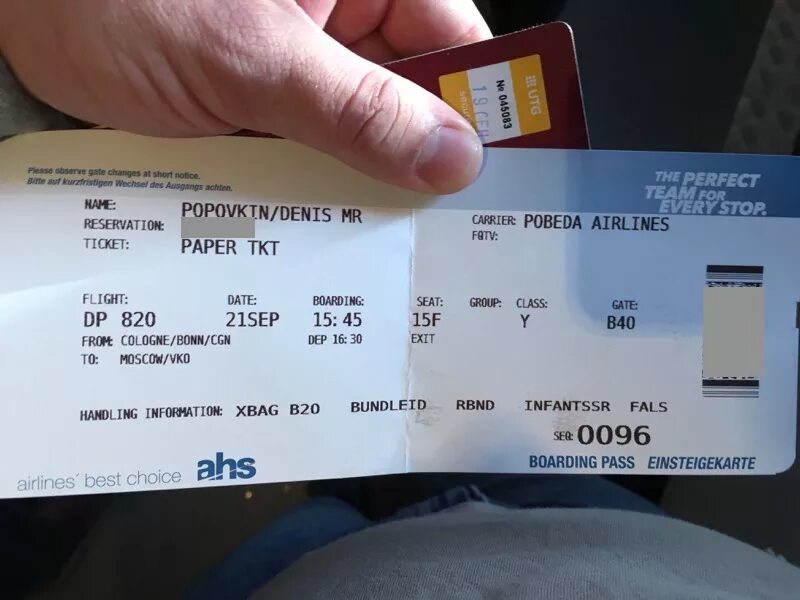 UTG
№ 045083
Please observe gate changes at short notice.
Bitte auf kurzfristigen Wechsel des Ausgangs achten.
THE PERFECT
TEAM FOR
EVERY STOP.
NAME: POPOVKIN/DENIS MR
RESERVATION:
TICKET: PAPER TKT
CARRIER: POBEDA AIRLINES
FQTV:
FLIGHT: DATE: BOARDING: SEAT: GROUP: CLASS: GATE:
DP 820 21SEP 15:45 15F Y B40
FROM: COLOGNE/BONN/CGN DEP 16:30 EXIT
TO: MOSCOW/VKO
HANDLING INFORMATION: XBAG B20 BUNDLEID RBND INFANTSSR FALS
SEQ: 0096
BOARDING PASS EINSTEIGEKARTE
airlines' best choice ahs